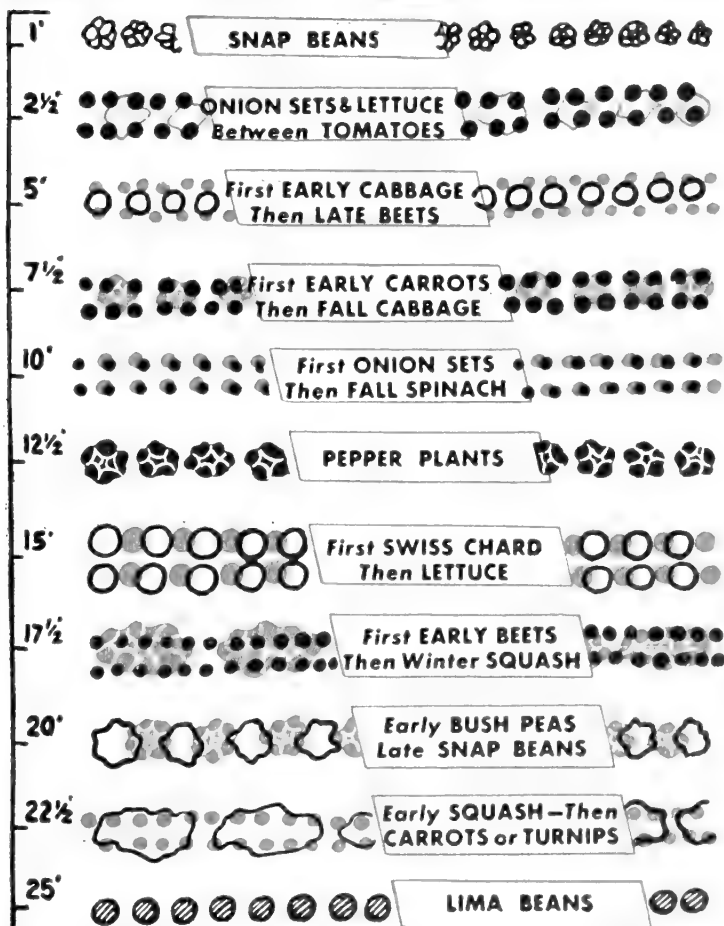 1'
SNAP BEANS
2½'
ONION SETS & LETTUCE
Between TOMATOES
5'
First EARLY CABBAGE
Then LATE BEETS
7½'
First EARLY CARROTS
Then FALL CABBAGE
10'
First ONION SETS
Then FALL SPINACH
12½'
PEPPER PLANTS
15'
First SWISS CHARD
Then LETTUCE
17½'
First EARLY BEETS
Then Winter SQUASH
20'
Early BUSH PEAS
Late SNAP BEANS
22½'
Early SQUASH—Then
CARROTS or TURNIPS
25'
LIMA BEANS